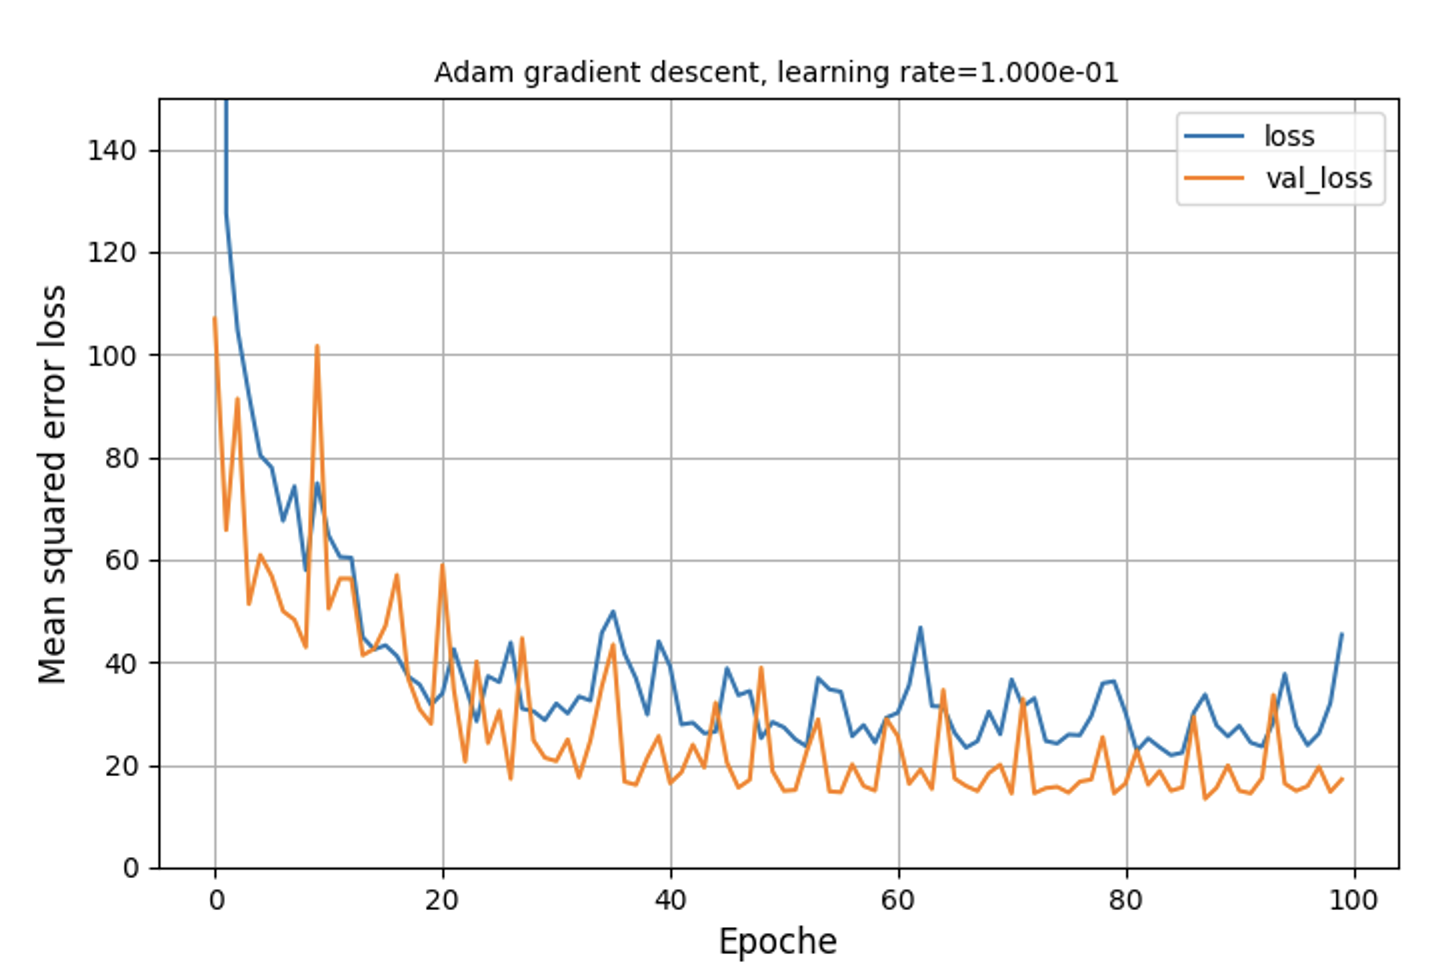 Adam gradient descent, learning rate=1.000e-01
loss
val_loss
140
120
100
80
60
40
20
0
Mean squared error loss
0 20 40 60 80 100
Epoche